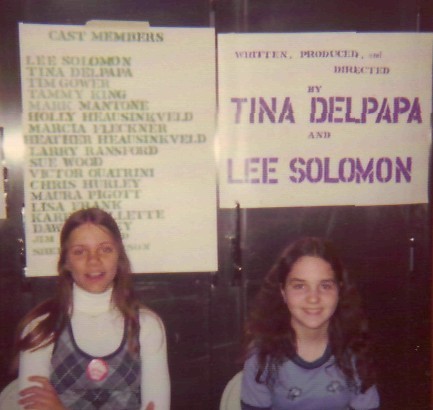 CAST MEMBERS
LEE SOLOMON
TINA DELPAPA
TIM GOWER
TAMMY KING
MARK MANTONE
HOLLY HEAUSINKVELD
MARCIA FLECKNER
HEATHER HEAUSINKVELD
LARRY RANSFORD
SUE WOOD
VICTOR QUATRINI
CHRIS HURLEY
MAURA PIGOTT
LISA FRANK
WRITTEN, PRODUCED, and
DIRECTED
BY
TINA DELPAPA
AND
LEE SOLOMON